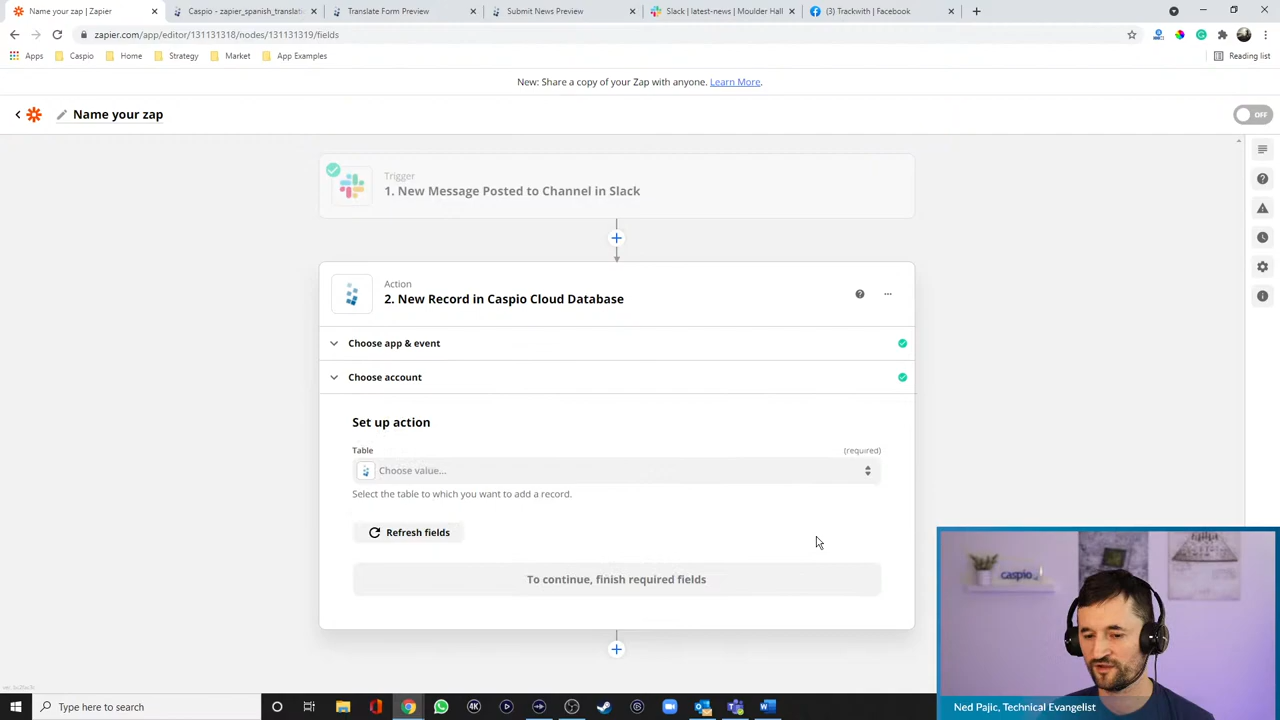 Name your zap | Zapier
Caspio - zapier_spanish_translati
Translate Form Preview
Submit News Preview
Slack | latest-news | Moulder Hall
(3) Trackwith | Facebook
zapier.com/app/editor/131131318/nodes/131131319/fields
Apps
Caspio
Home
Strategy
Market
App Examples
Reading list
New: Share a copy of your Zap with anyone. Learn More.
Name your zap
OFF
Trigger
1. New Message Posted to Channel in Slack
Action
2. New Record in Caspio Cloud Database
Choose app & event
Choose account
Set up action
Table
(required)
Choose value...
Select the table to which you want to add a record.
Refresh fields
To continue, finish required fields
caspio
Ned Pajic, Technical Evangelist
Type here to search